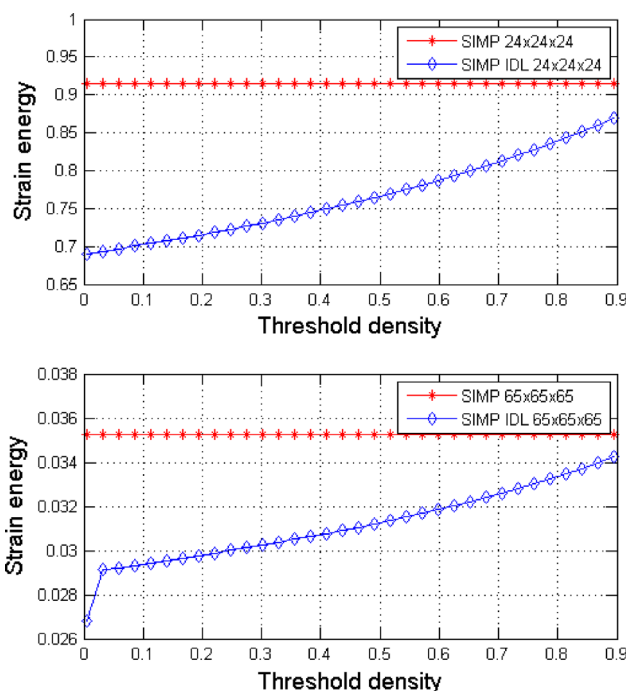 1
0.95
0.9
0.85
0.8
0.75
0.7
0.65
Strain energy
SIMP 24x24x24
SIMP IDL 24x24x24
0 0.1 0.2 0.3 0.4 0.5 0.6 0.7 0.8 0.9
Threshold density
0.038
0.036
0.034
0.032
0.03
0.028
0.026
Strain energy
SIMP 65x65x65
SIMP IDL 65x65x65
0 0.1 0.2 0.3 0.4 0.5 0.6 0.7 0.8 0.9
Threshold density